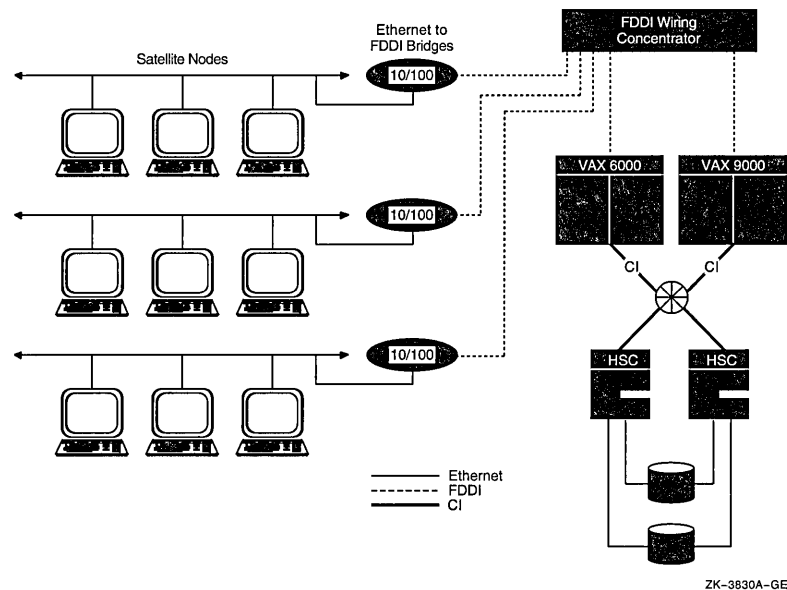 Ethernet to
FDDI Bridges
FDDI Wiring
Concentrator
Satellite Nodes
10/100
VAX 6000
VAX 9000
10/100
CI
CI
10/100
HSC
HSC
Ethernet
FDDI
CI
ZK-3830A-GE